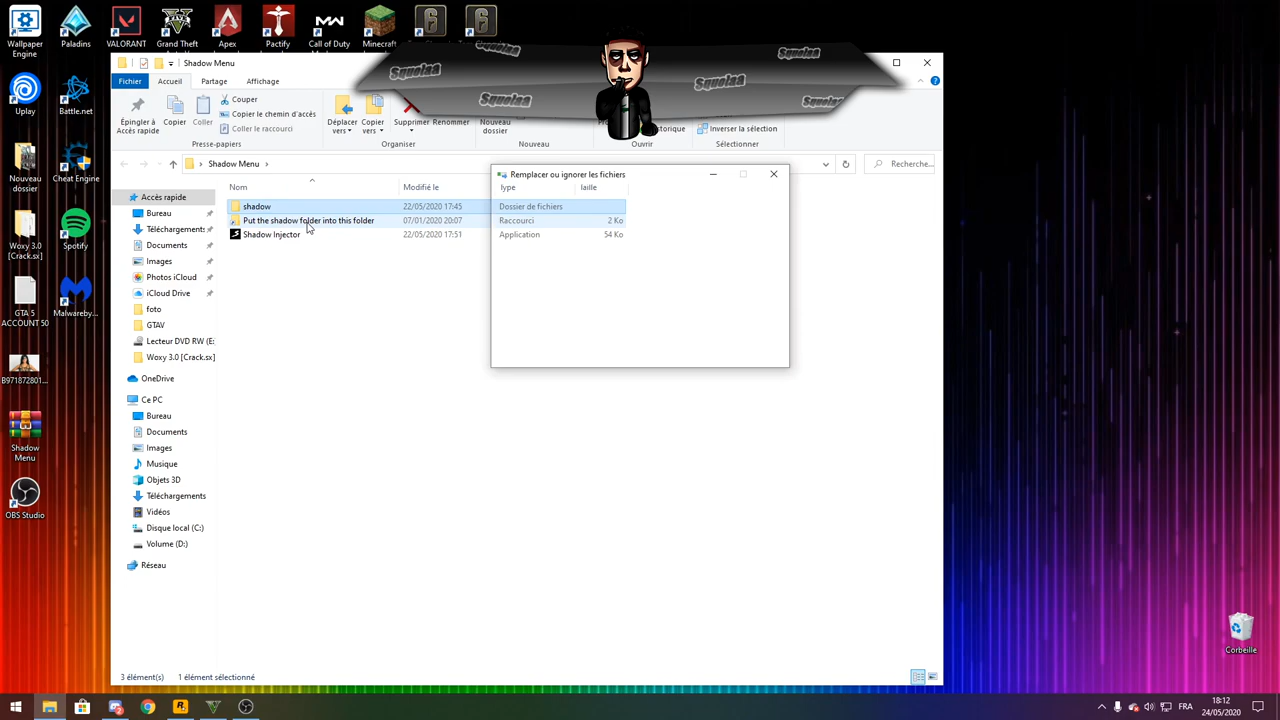 Wallpaper Engine
Paladins
VALORANT
Grand Theft
Apex
Pactify
Call of Duty
Minecraft
Squolaa
Squolaa
Squolaa
Squolaa
Squolaa
Shadow Menu
Fichier
Accueil
Partage
Affichage
Épingler à Accès rapide
Copier
Coller
Couper
Copier le chemin d'accès
Coller le raccourci
Presse-papiers
Déplacer vers
Copier vers
Supprimer
Renommer
Organiser
Nouveau dossier
Nouveau
Ouvrir
Inverse la sélection
Sélectionner
Shadow Menu
Recherche...
Nom
Modifié le
shadow
22/05/2020 17:45
Put the shadow folder into this folder
07/01/2020 20:07
Shadow Injector
22/05/2020 17:51
Remplacer ou ignorer les fichiers
Type
Taille
Dossier de fichiers
Raccourci
2 Ko
Application
54 Ko
Accès rapide
Bureau
Téléchargements
Documents
Images
Photos iCloud
iCloud Drive
foto
GTAV
Lecteur DVD RW (E:
Woxy 3.0 [Crack.sx]
OneDrive
Ce PC
Bureau
Documents
Images
Musique
Objets 3D
Téléchargements
Vidéos
Disque local (C:)
Volume (D:)
Réseau
3 élément(s)
1 élément sélectionné
Uplay
Battle.net
Nouveau dossier
Cheat Engine
Woxy 3.0 [Crack.sx]
Spotify
GTA 5 ACCOUNT 50
Malwareby...
B971872801...
Shadow Menu
OBS Studio
Corbeille
FRA
18:12
24/05/2020